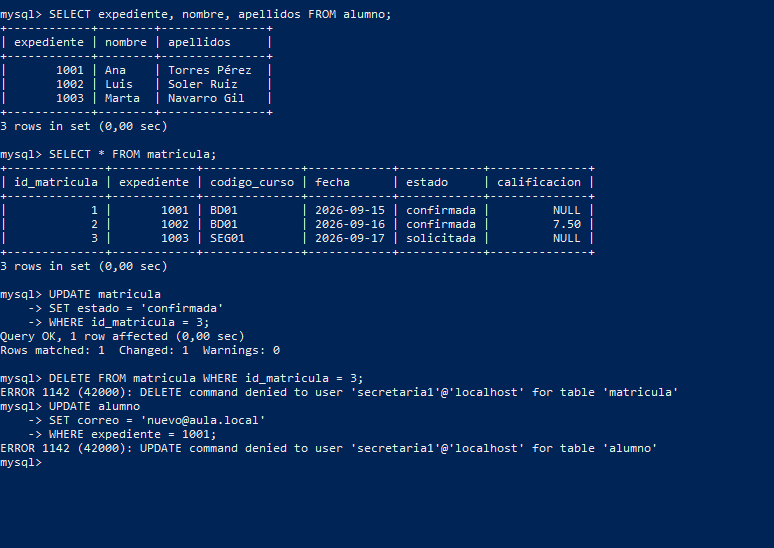 mysql> SELECT expediente, nombre, apellidos FROM alumno;
+------------+--------+---------------+
| expediente | nombre | apellidos     |
+------------+--------+---------------+
|       1001 | Ana    | Torres Pérez  |
|       1002 | Luis   | Soler Ruiz    |
|       1003 | Marta  | Navarro Gil   |
+------------+--------+---------------+
3 rows in set (0,00 sec)
mysql> SELECT * FROM matricula;
+--------------+------------+--------------+------------+------------+--------------+
| id_matricula | expediente | codigo_curso | fecha      | estado     | calificacion |
+--------------+------------+--------------+------------+------------+--------------+
|            1 |       1001 | BD01         | 2026-09-15 | confirmada |         NULL |
|            2 |       1002 | BD01         | 2026-09-16 | confirmada |         7.50 |
|            3 |       1003 | SEG01        | 2026-09-17 | solicitada |         NULL |
+--------------+------------+--------------+------------+------------+--------------+
3 rows in set (0,00 sec)
mysql> UPDATE matricula
    -> SET estado = 'confirmada'
    -> WHERE id_matricula = 3;
Query OK, 1 row affected (0,00 sec)
Rows matched: 1  Changed: 1  Warnings: 0
mysql> DELETE FROM matricula WHERE id_matricula = 3;
ERROR 1142 (42000): DELETE command denied to user 'secretaria1'@'localhost' for table 'matricula'
mysql> UPDATE alumno
    -> SET correo = 'nuevo@aula.local'
    -> WHERE expediente = 1001;
ERROR 1142 (42000): UPDATE command denied to user 'secretaria1'@'localhost' for table 'alumno'
mysql>